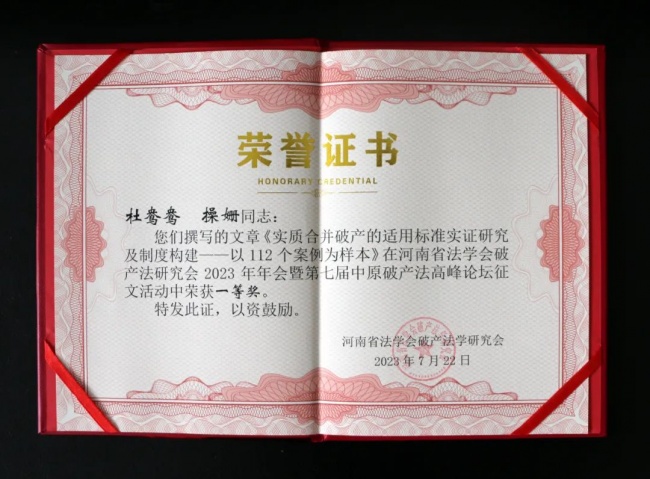 荣誉证书
HONORARY CREDENTIAL
杜鸯鸯 操姗同志：
您们撰写的文章《实质合并破产的适用标准实证研究
及制度构建——以112个案例为样本》在河南省法学会破
产法研究会2023年年会暨第七届中原破产法高峰论坛征
文活动中荣获一等奖。
特发此证，以资鼓励。
河南省法学会破产法学研究会
2023年7月22日